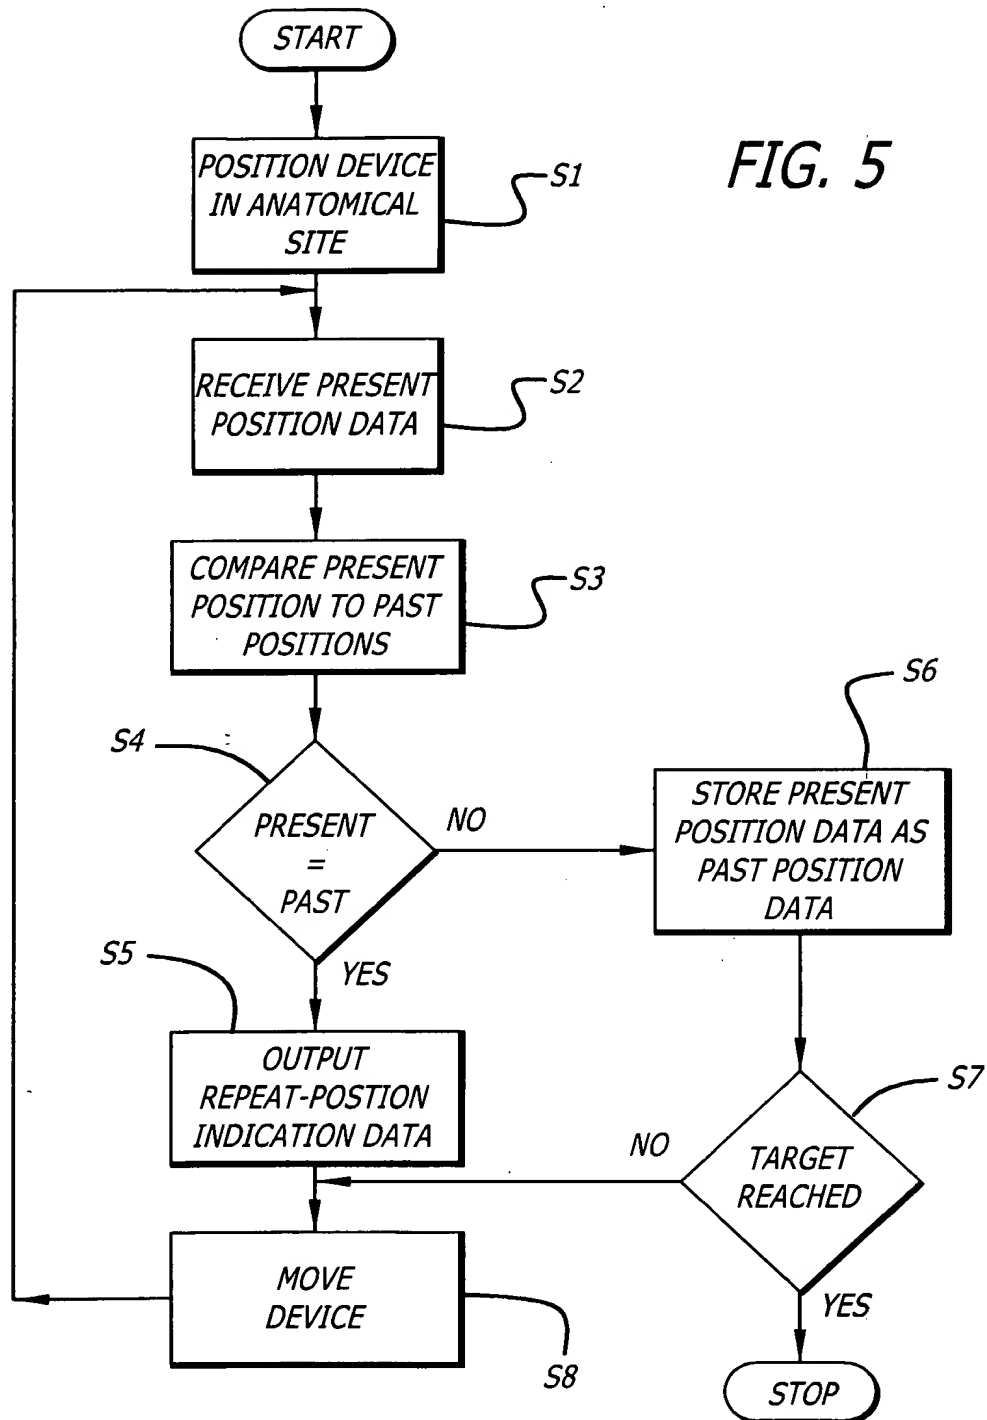 START
FIG. 5
POSITION DEVICE
IN ANATOMICAL
SITE
S1
RECEIVE PRESENT
POSITION DATA
S2
COMPARE PRESENT
POSITION TO PAST
POSITIONS
S3
S4
PRESENT
=
PAST
NO
YES
S6
STORE PRESENT
POSITION DATA AS
PAST POSITION
DATA
S5
OUTPUT
REPEAT-POSTION
INDICATION DATA
S7
TARGET
REACHED
NO
YES
MOVE
DEVICE
S8
STOP